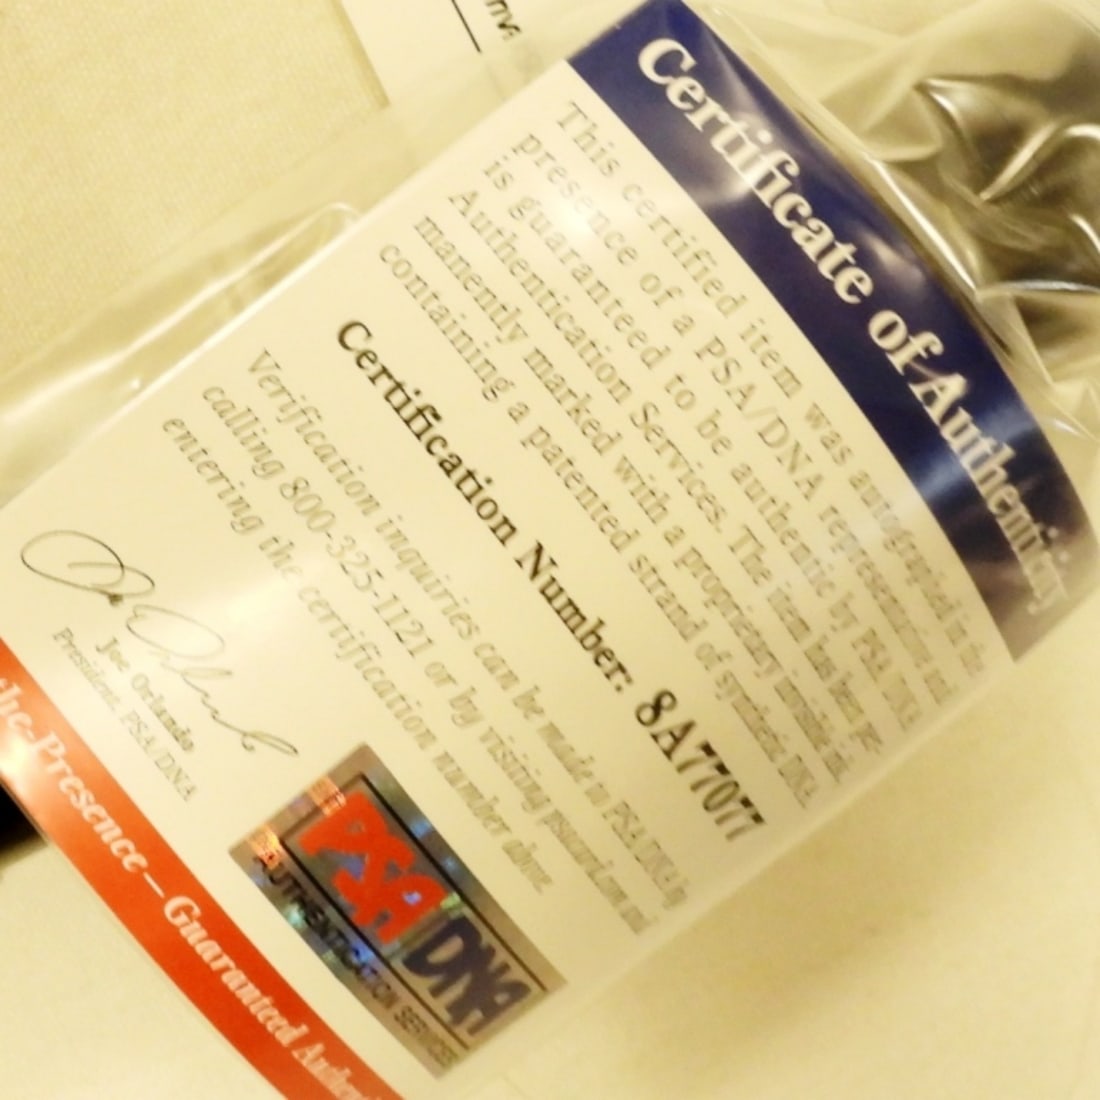 Certificate of Authenticity
This certified item was autographed in the
presence of a PSA/DNA representative and
is guaranteed to be authentic by PSA/DNA
Authentication Services. The item has been per-
manently marked with a proprietary invisible ink
containing a patented strand of synthetic DNA.
Certification Number: 8A77077
Verification inquiries can be made to PSA/DNA by
calling 800-325-1121 or by visiting psacard.com and
entering the certification number above.
Joe Orlando
President, PSA/DNA
PSA/DNA
AUTHENTICATION SERVICES
the-Presence – Guaranteed